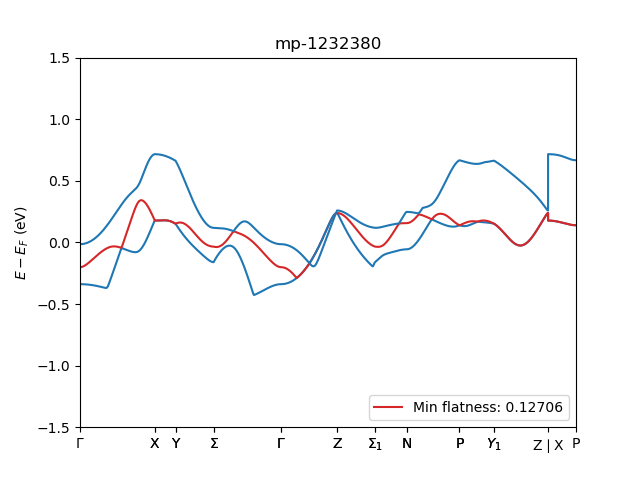 mp-1232380
1.5
1.0
0.5
0.0
−0.5
−1.0
−1.5
E − E_F (eV)
Min flatness: 0.12706
Γ X Y Σ Γ Z Σ₁ N P Y₁ Z | X P